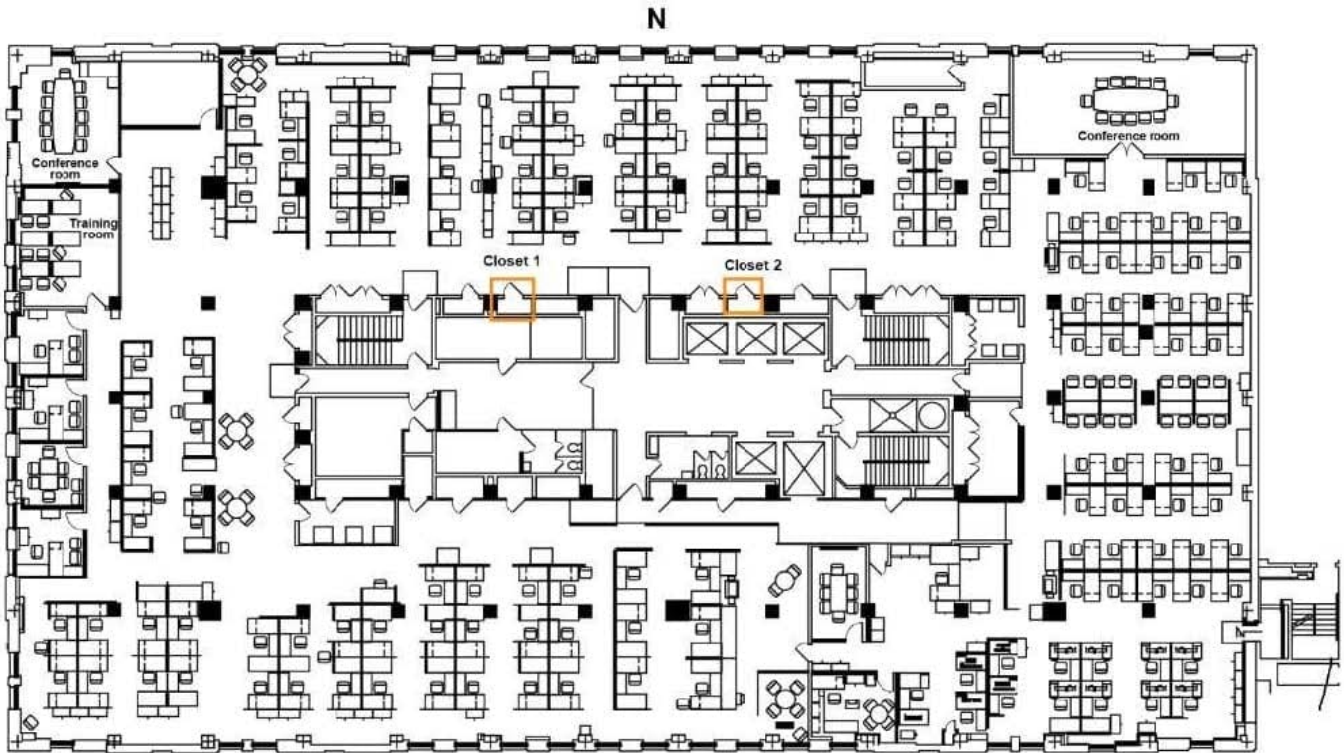 N
Conference
room
Conference room
Training
room
Closet 1
Closet 2